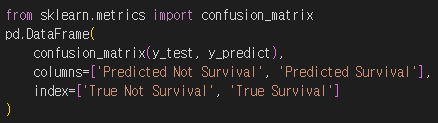 from sklearn.metrics import confusion_matrix
pd.DataFrame(
    confusion_matrix(y_test, y_predict),
    columns=['Predicted Not Survival', 'Predicted Survival'],
    index=['True Not Survival', 'True Survival']
)